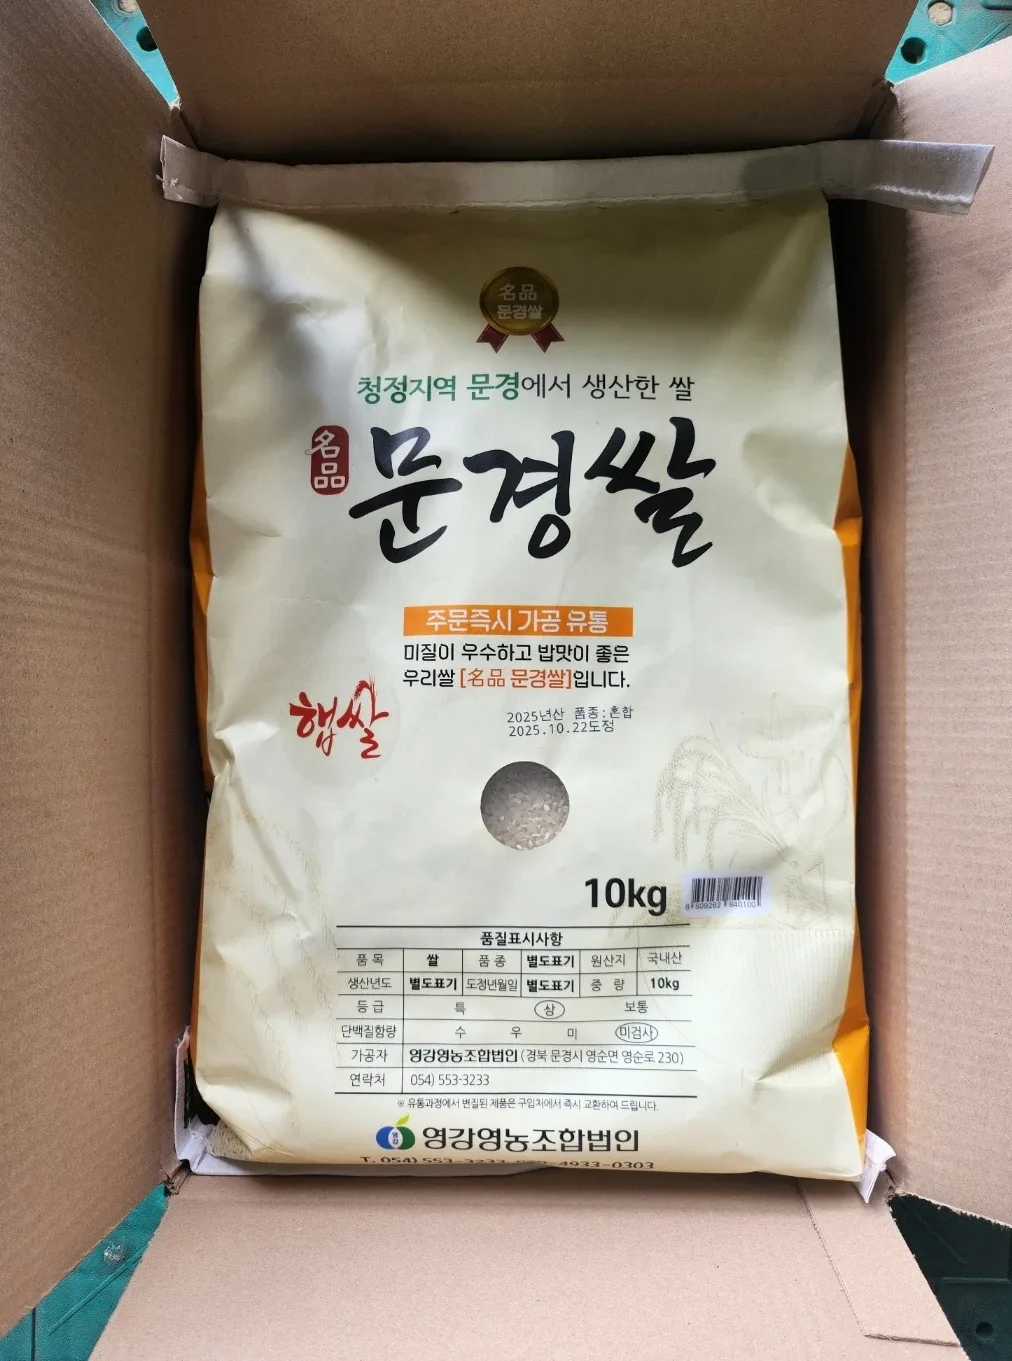 名品
문경쌀
청정지역 문경에서 생산한 쌀
名品 문경쌀
주문즉시 가공 유통
미질이 우수하고 밥맛이 좋은
우리쌀 [名品 문경쌀]입니다.
햅쌀
2025년산 품종:혼합
2025.10.22도정
10kg
8 809262 840100
품질표시사항
품 목 쌀 품 종 별도표기 원산지 국내산
생산년도 별도표기 도정년월일 별도표기 중 량 10kg
등 급 특 상 보통
단백질함량 수 우 미 미검사
가공자 영강영농조합법인 (경북 문경시 영순면 영순로 230)
연락처 054) 553-3233
※ 유통과정에서 변질된 제품은 구입처에서 즉시 교환하여 드립니다.
영강
영강영농조합법인
T. 054) 553-3233
4933-0303